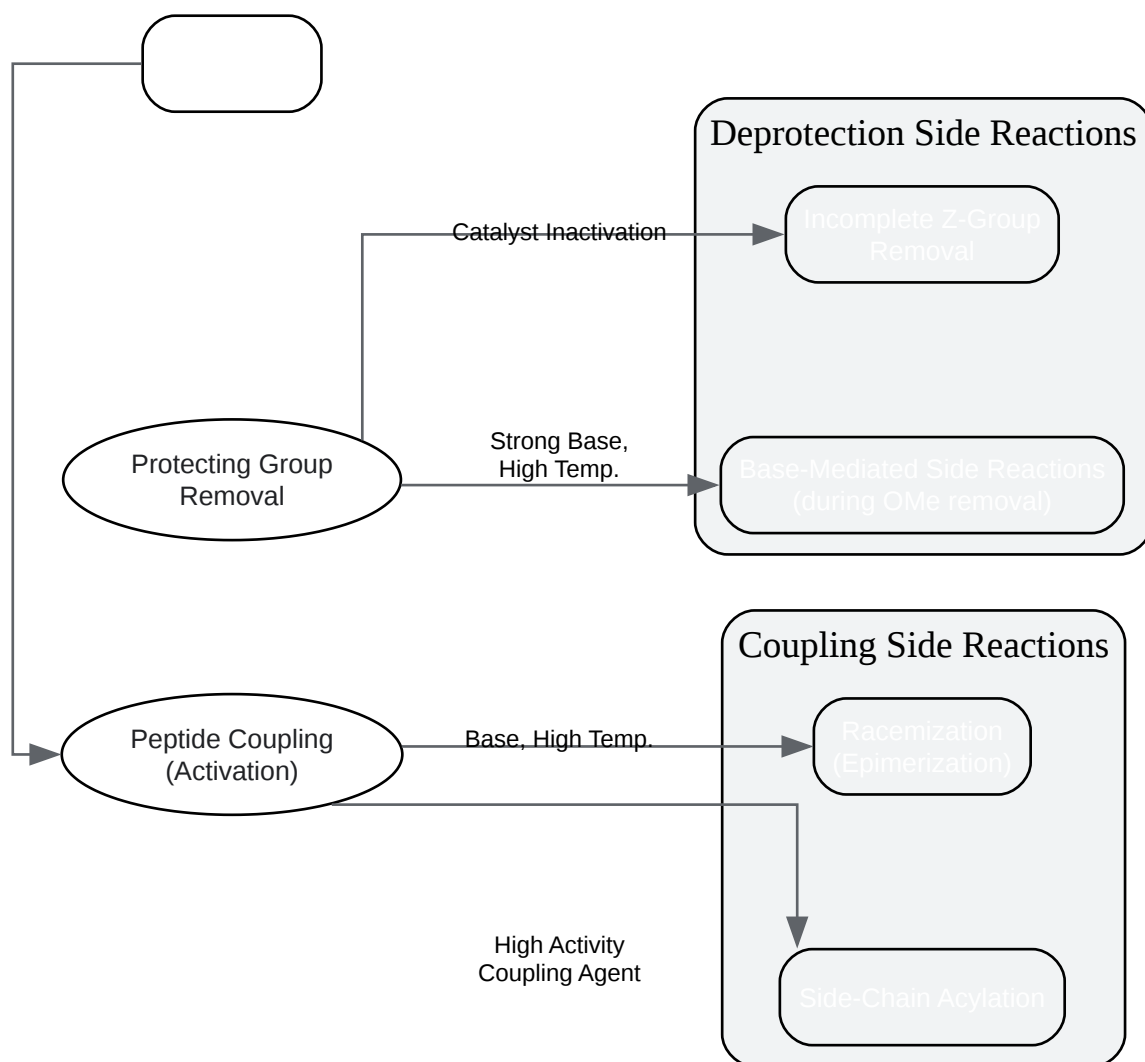 Deprotection Side Reactions
Incomplete Z-Group
Removal
Catalyst Inactivation
Strong Base,
High Temp.
Protecting Group
Removal
Base-Mediated Side Reactions
(during OMe removal)
Coupling Side Reactions
Racemization
(Epimerization)
Peptide Coupling
(Activation)
Base, High Temp.
High Activity
Coupling Agent
Side-Chain Acylation